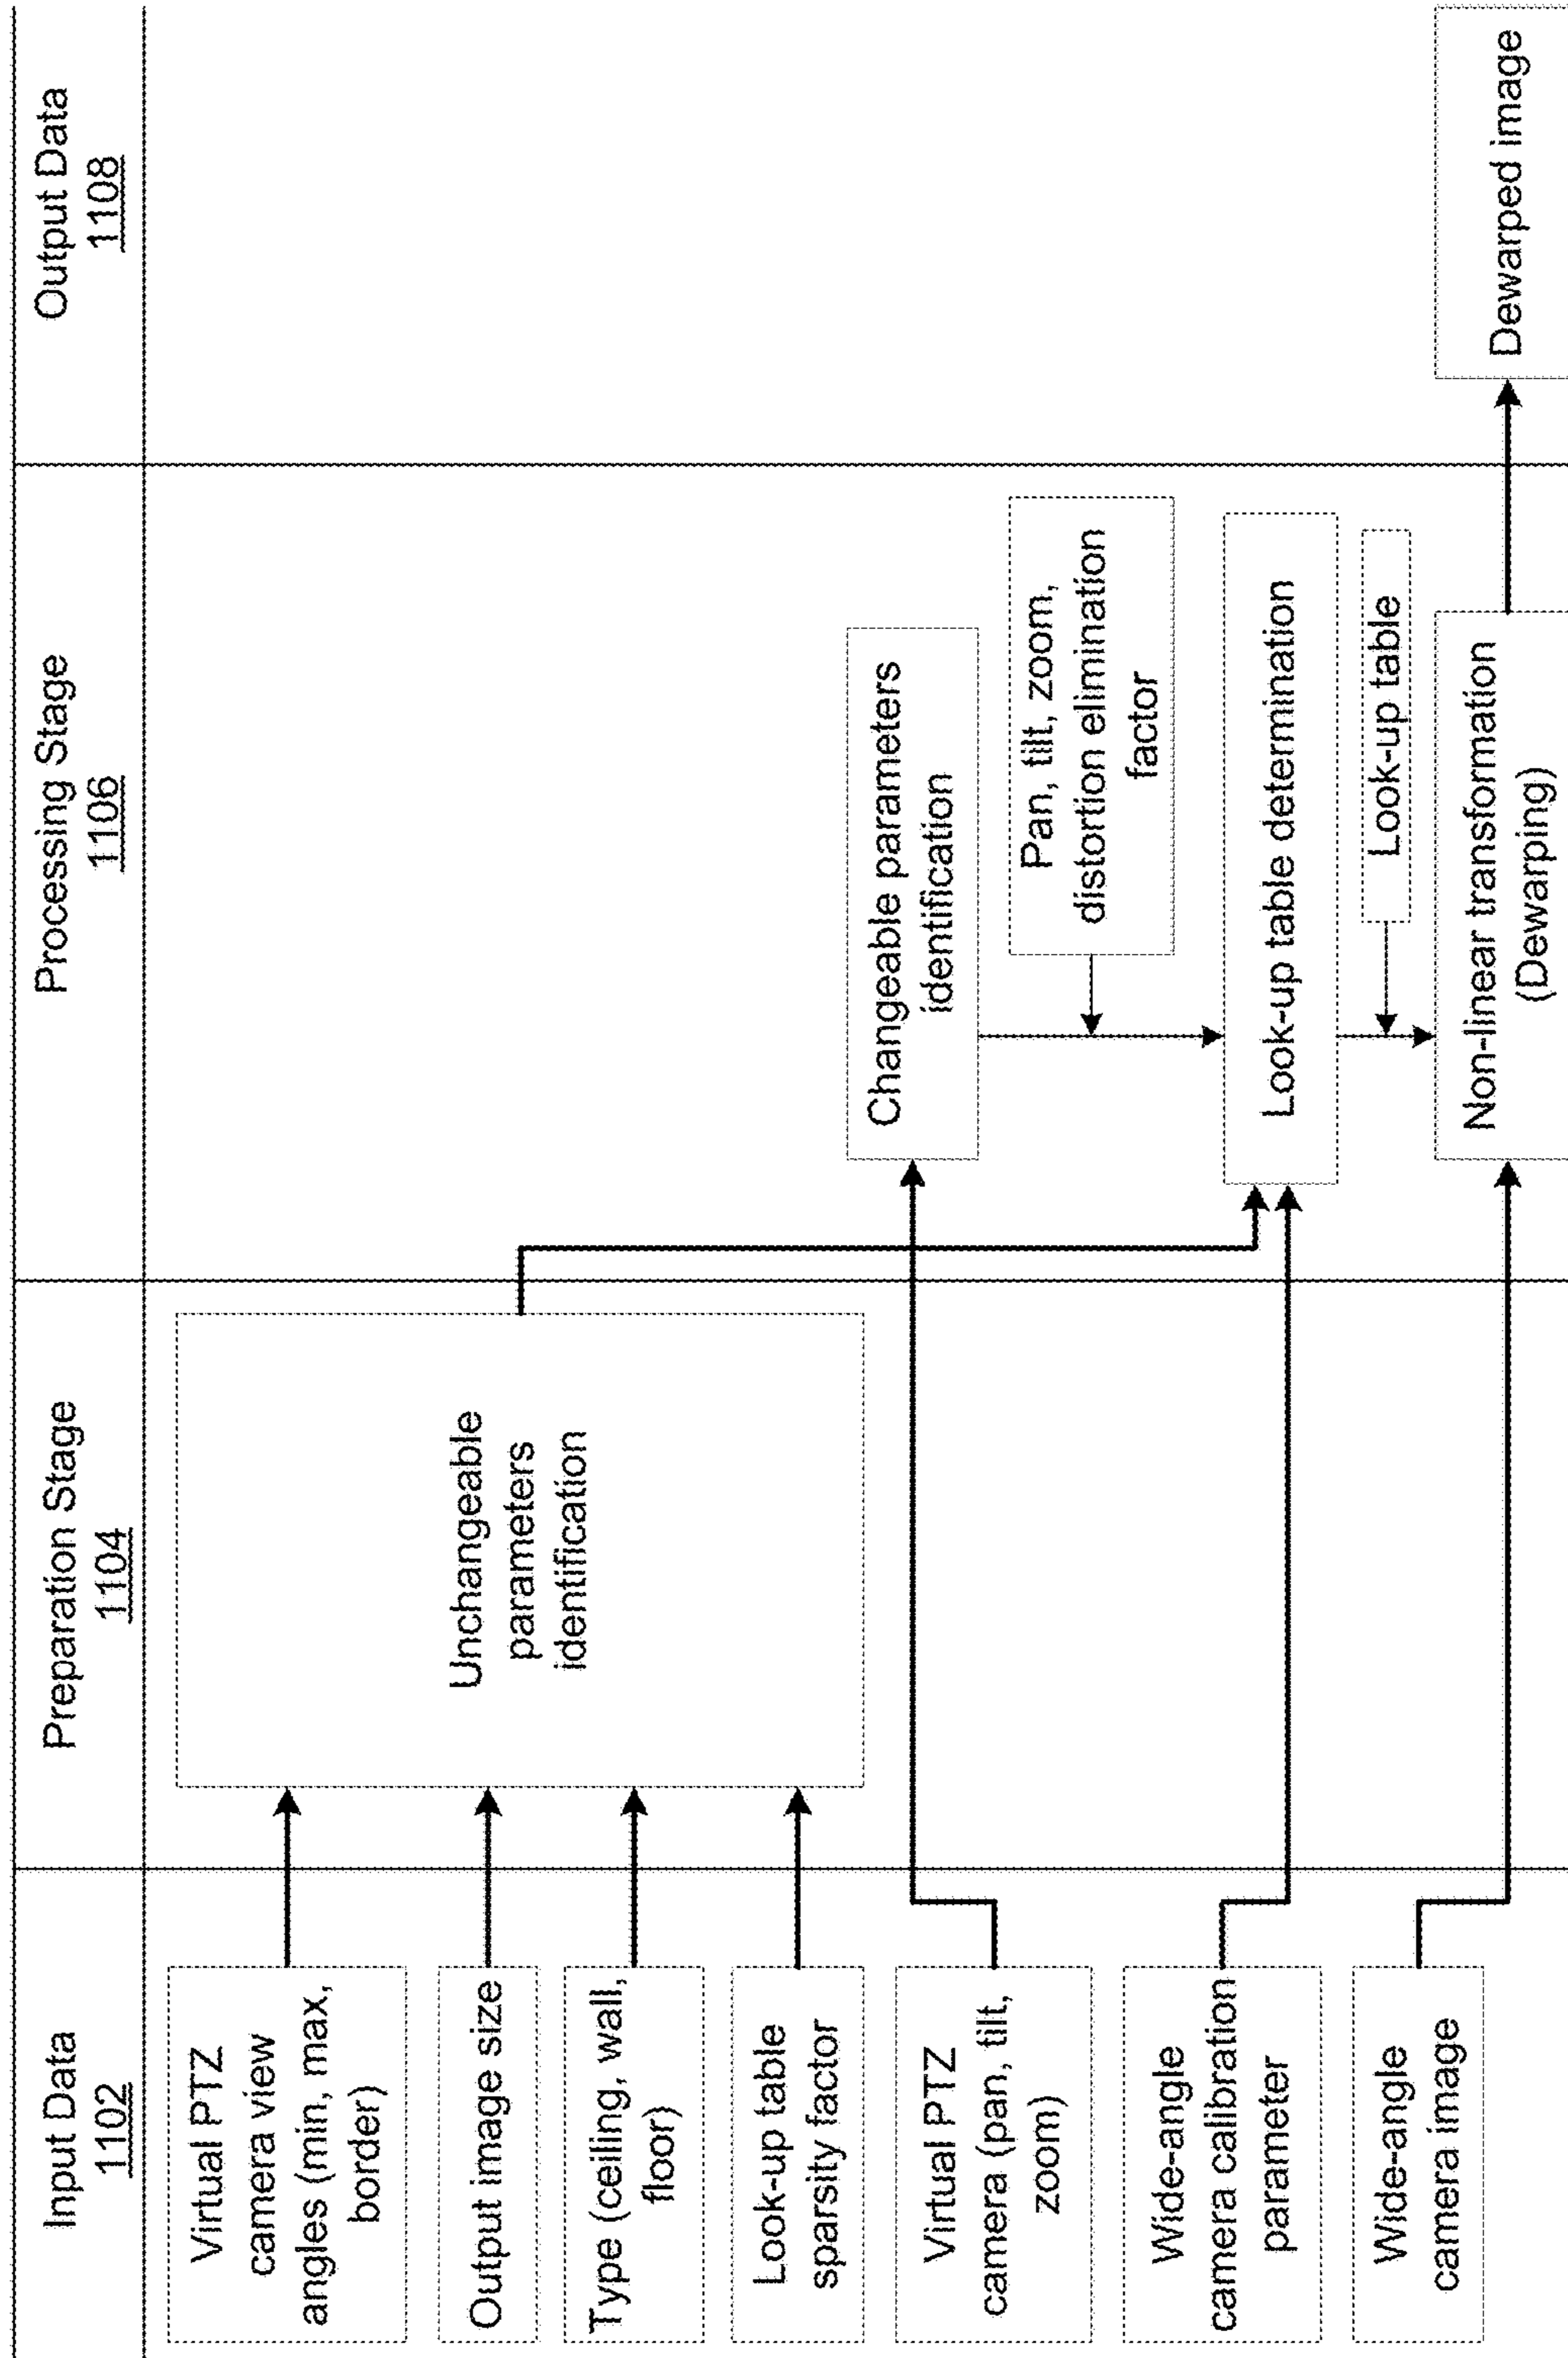 Input Data
1102
Preparation Stage
1104
Processing Stage
1106
Output Data
1108
Virtual PTZ
camera view
angles (min, max,
border)
Output image size
Type (ceiling, wall,
floor)
Look-up table
sparsity factor
Virtual PTZ
camera (pan, tilt,
zoom)
Wide-angle
camera calibration
parameter
Wide-angle
camera image
Unchangeable
parameters
identification
Changeable parameters
identification
Pan, tilt, zoom,
distortion elimination
factor
Look-up table determination
Look-up table
Non-linear transformation
(Dewarping)
Dewarped image